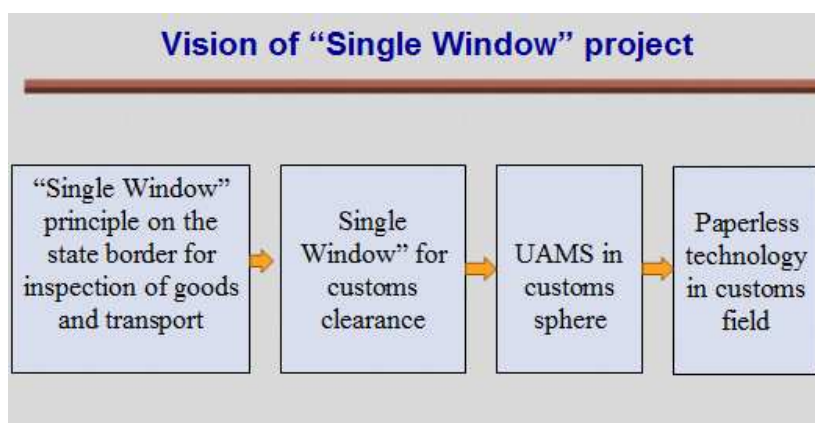 Vision of “Single Window” project
“Single Window”
principle on the
state border for
inspection of goods
and transport
Single
Window” for
customs
clearance
UAMS in
customs
sphere
Paperless
technology
in customs
field